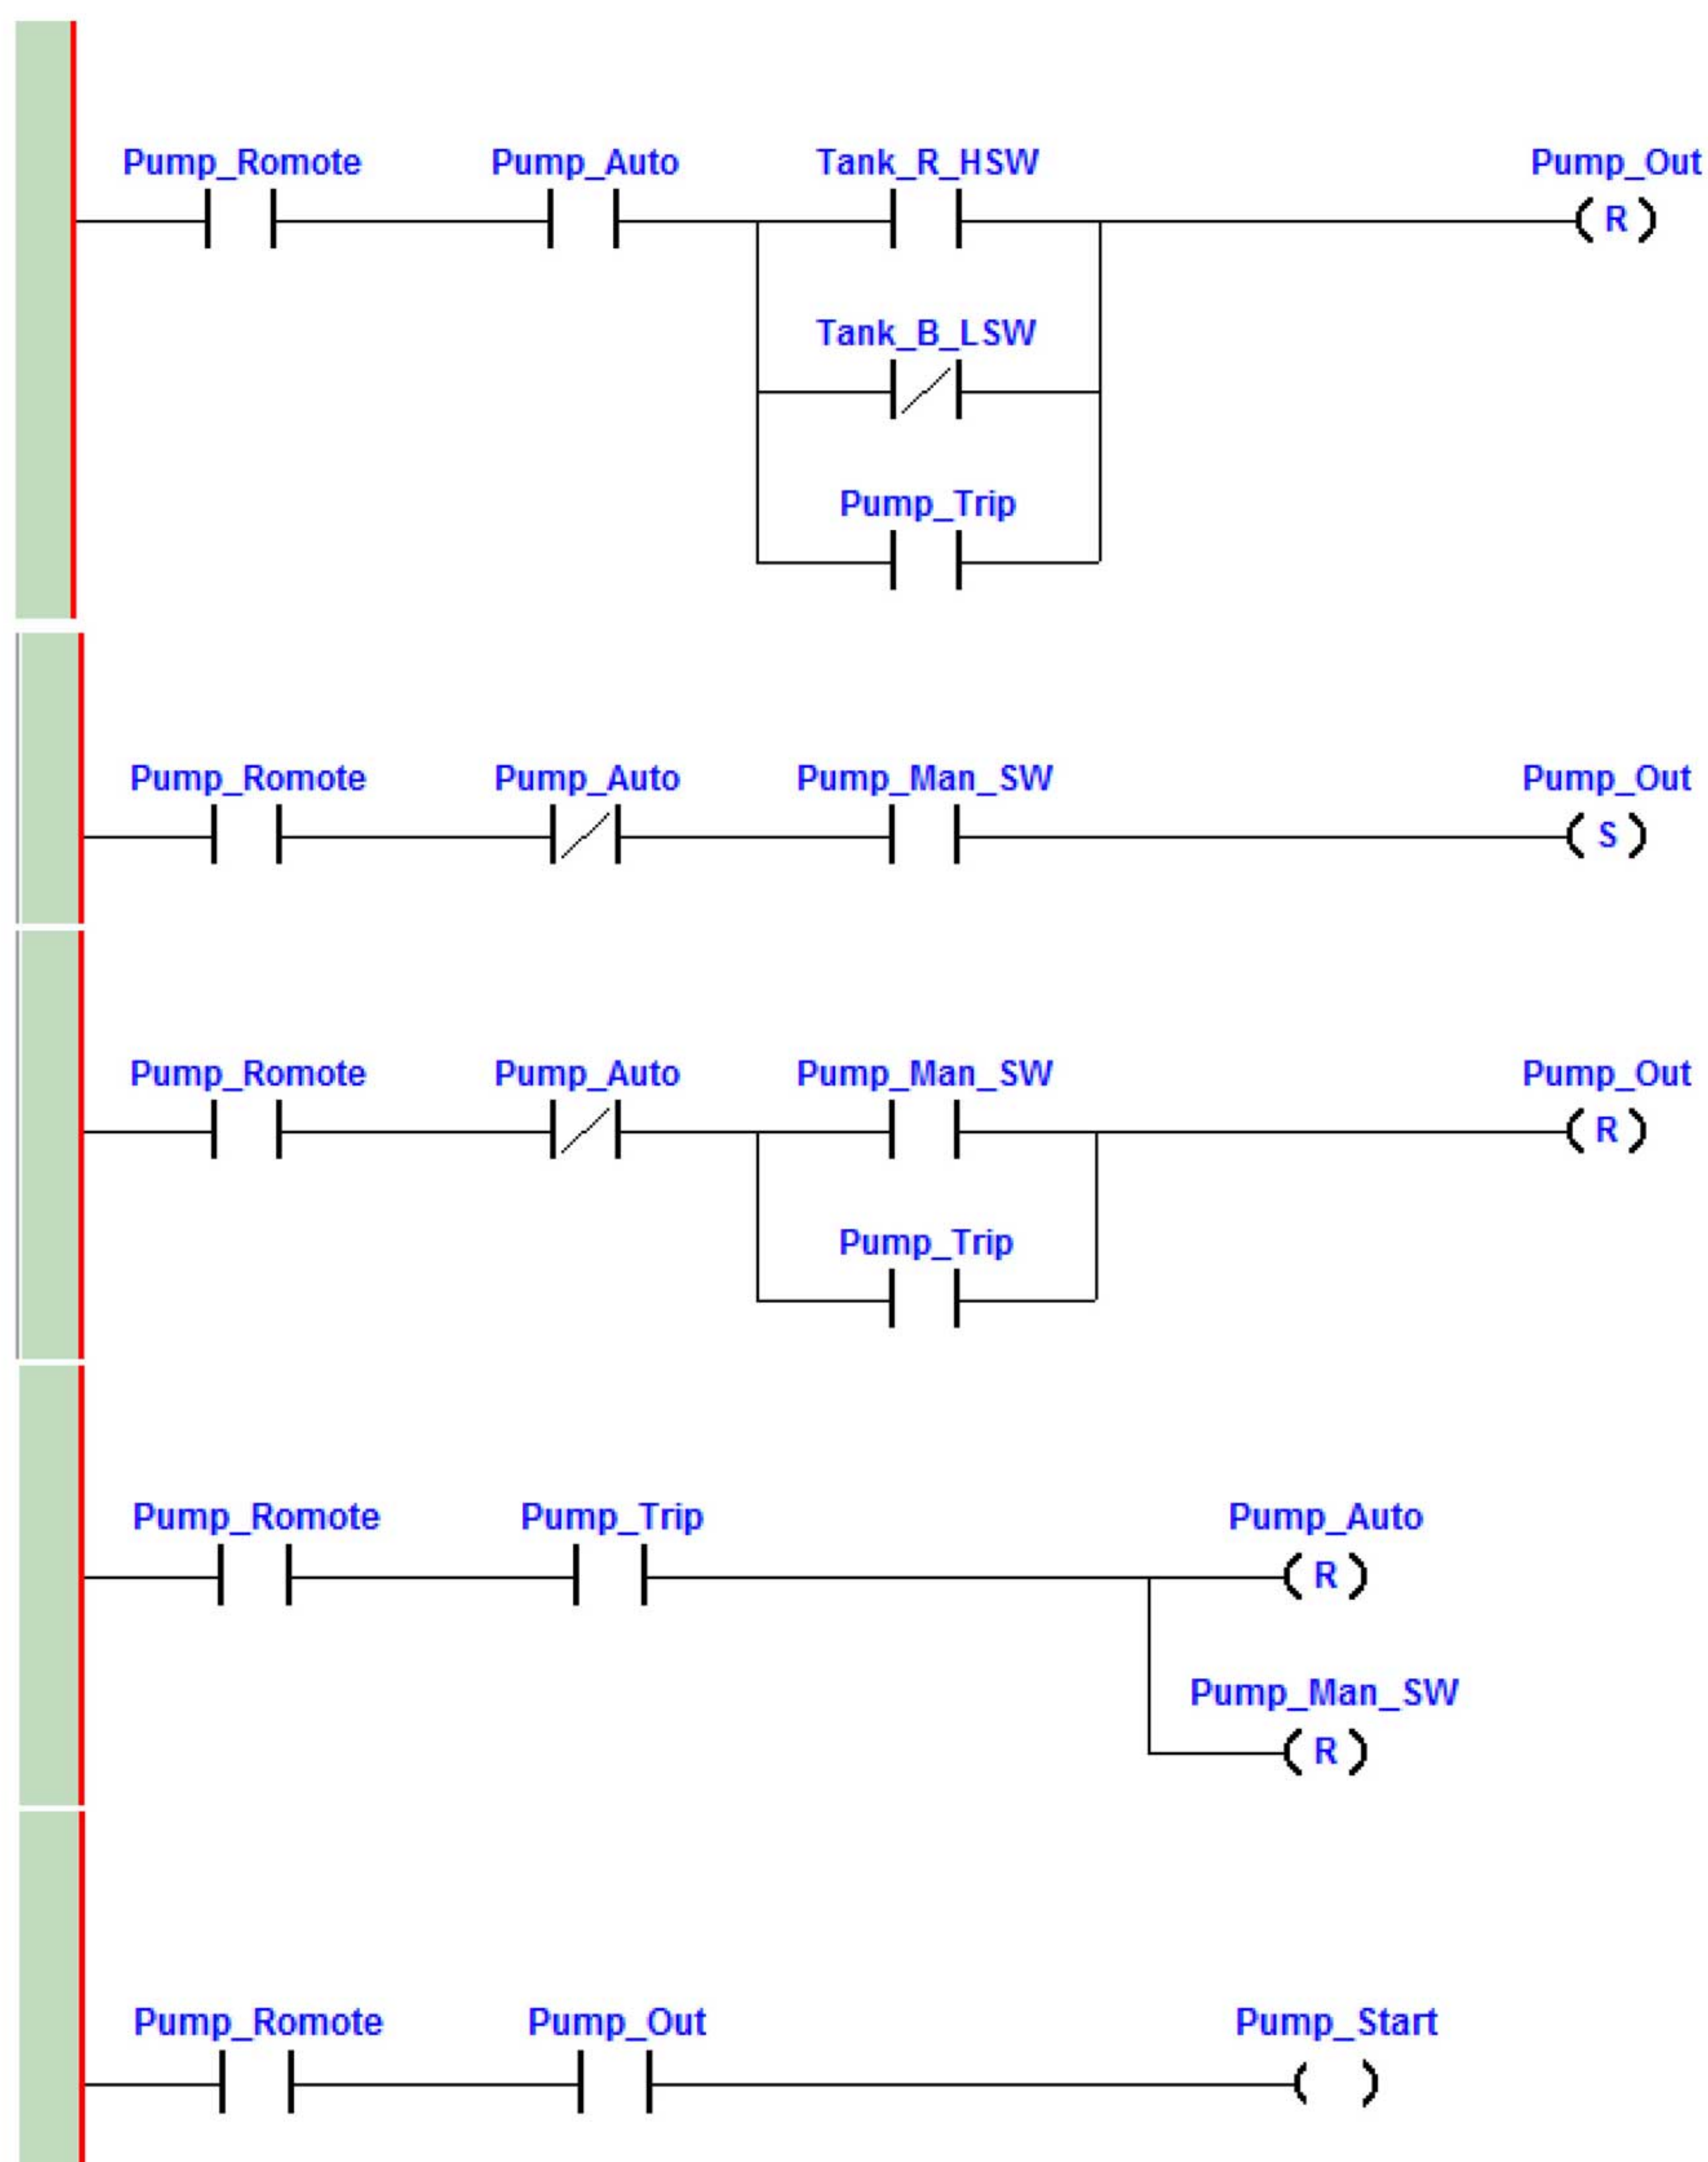 Pump_Romote Pump_Auto Tank_R_HSW Pump_Out
R
Tank_B_LSW
Pump_Trip
Pump_Romote Pump_Auto Pump_Man_SW Pump_Out
S
Pump_Romote Pump_Auto Pump_Man_SW Pump_Out
R
Pump_Trip
Pump_Romote Pump_Trip Pump_Auto
R
Pump_Man_SW
R
Pump_Romote Pump_Out Pump_Start